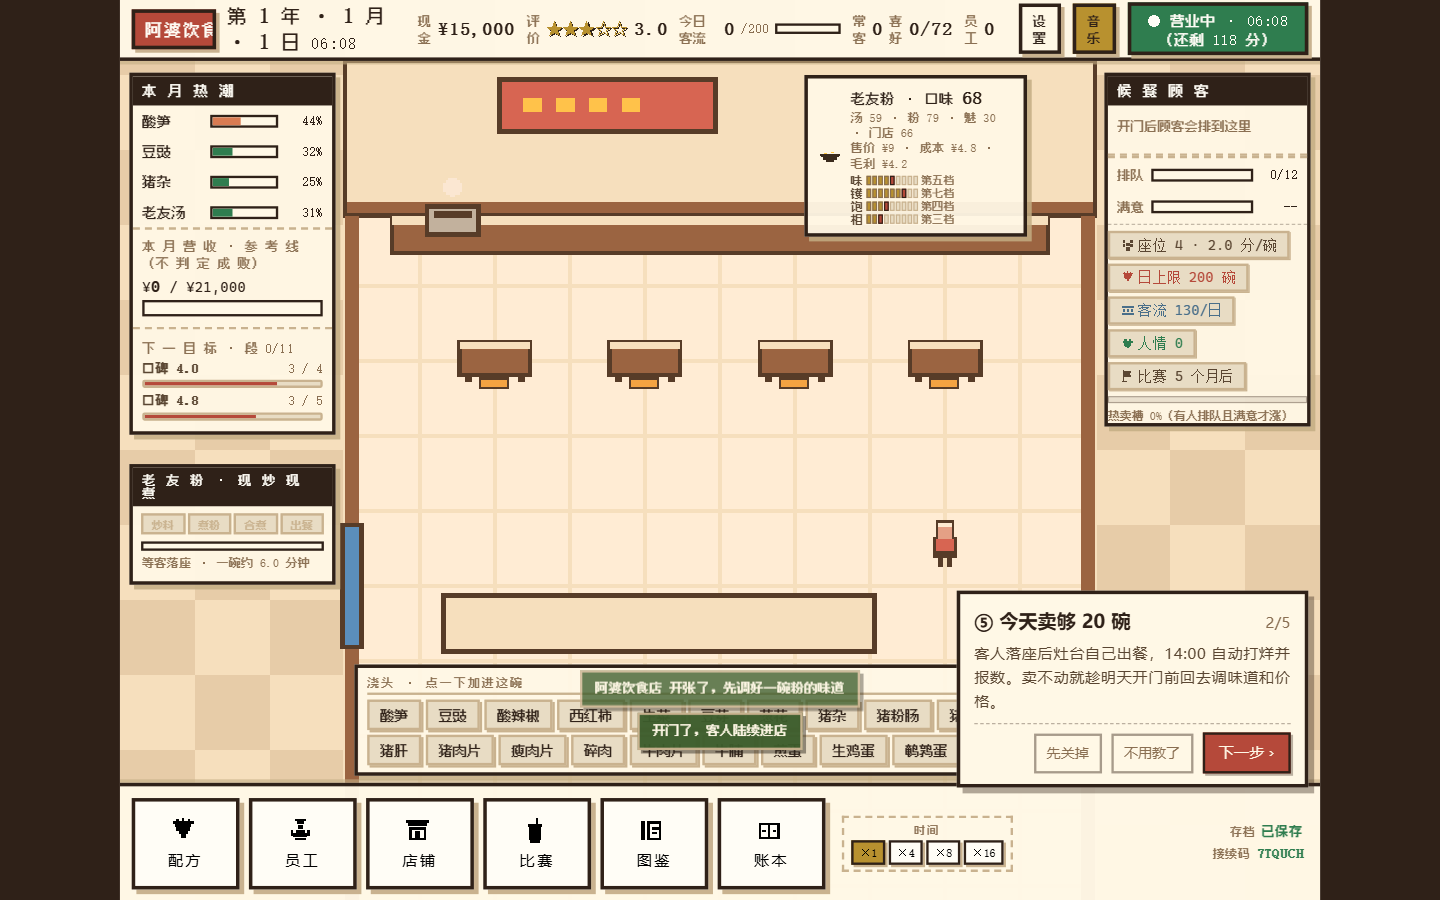 阿婆饮食
第 1 年 · 1 月
· 1 日 06:08
现金 ¥15,000
评价 3.0
今日客流 0 /200
常客 0
喜好 0/72
员工 0
设置
音乐
营业中 · 06:08
(还剩 118 分)
本月热潮
酸笋 44%
豆豉 32%
猪杂 25%
老友汤 31%
本月营收 · 参考线
(不判定成败)
¥0 / ¥21,000
下一目标 · 段 0/11
口碑 4.0 3 / 4
口碑 4.8 3 / 5
老友粉 · 现炒现
煮
炒料 煮粉 合煮 出餐
等客落座 · 一碗约 6.0 分钟
老友粉 · 口味 68
汤 59 · 粉 79 · 魅 30
· 门店 66
售价 ¥9 · 成本 ¥4.8 ·
毛利 ¥4.2
味 第五档
镬 第七档
饱 第四档
相 第三档
候餐顾客
开门后顾客会排到这里
排队 0/12
满意 --
座位 4 · 2.0 分/碗
日上限 200 碗
客流 130/日
人情 0
比赛 5 个月后
热卖槽 0% (有人排队且满意才涨)
⑤ 今天卖够 20 碗 2/5
客人落座后灶台自己出餐，14:00 自动打烊并
报数。卖不动就趁明天开门前回去调味道和价
格。
先关掉 不用教了 下一步 ›
浇头 · 点一下加进这碗
阿婆饮食店 开张了，先调好一碗粉的味道
酸笋 豆豉 酸辣椒 西红柿 猪杂 猪粉肠
开门了，客人陆续进店
猪肝 猪肉片 瘦肉片 碎肉 牛肉片 煎蛋 生鸡蛋 鹌鹑蛋
配方
员工
店铺
比赛
图鉴
账本
时间
×1 ×4 ×8 ×16
存档 已保存
接续码 7TQUCH